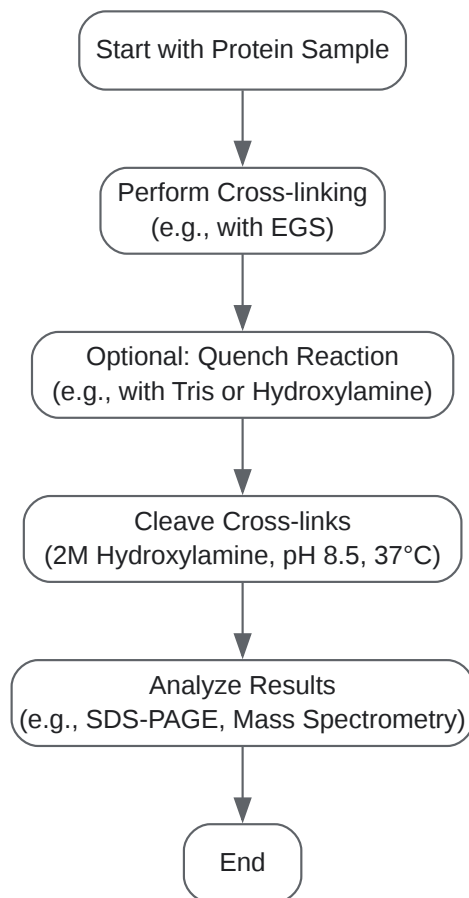 Start with Protein Sample
Perform Cross-linking
(e.g., with EGS)
Optional: Quench Reaction
(e.g., with Tris or Hydroxylamine)
Cleave Cross-links
(2M Hydroxylamine, pH 8.5, 37°C)
Analyze Results
(e.g., SDS-PAGE, Mass Spectrometry)
End